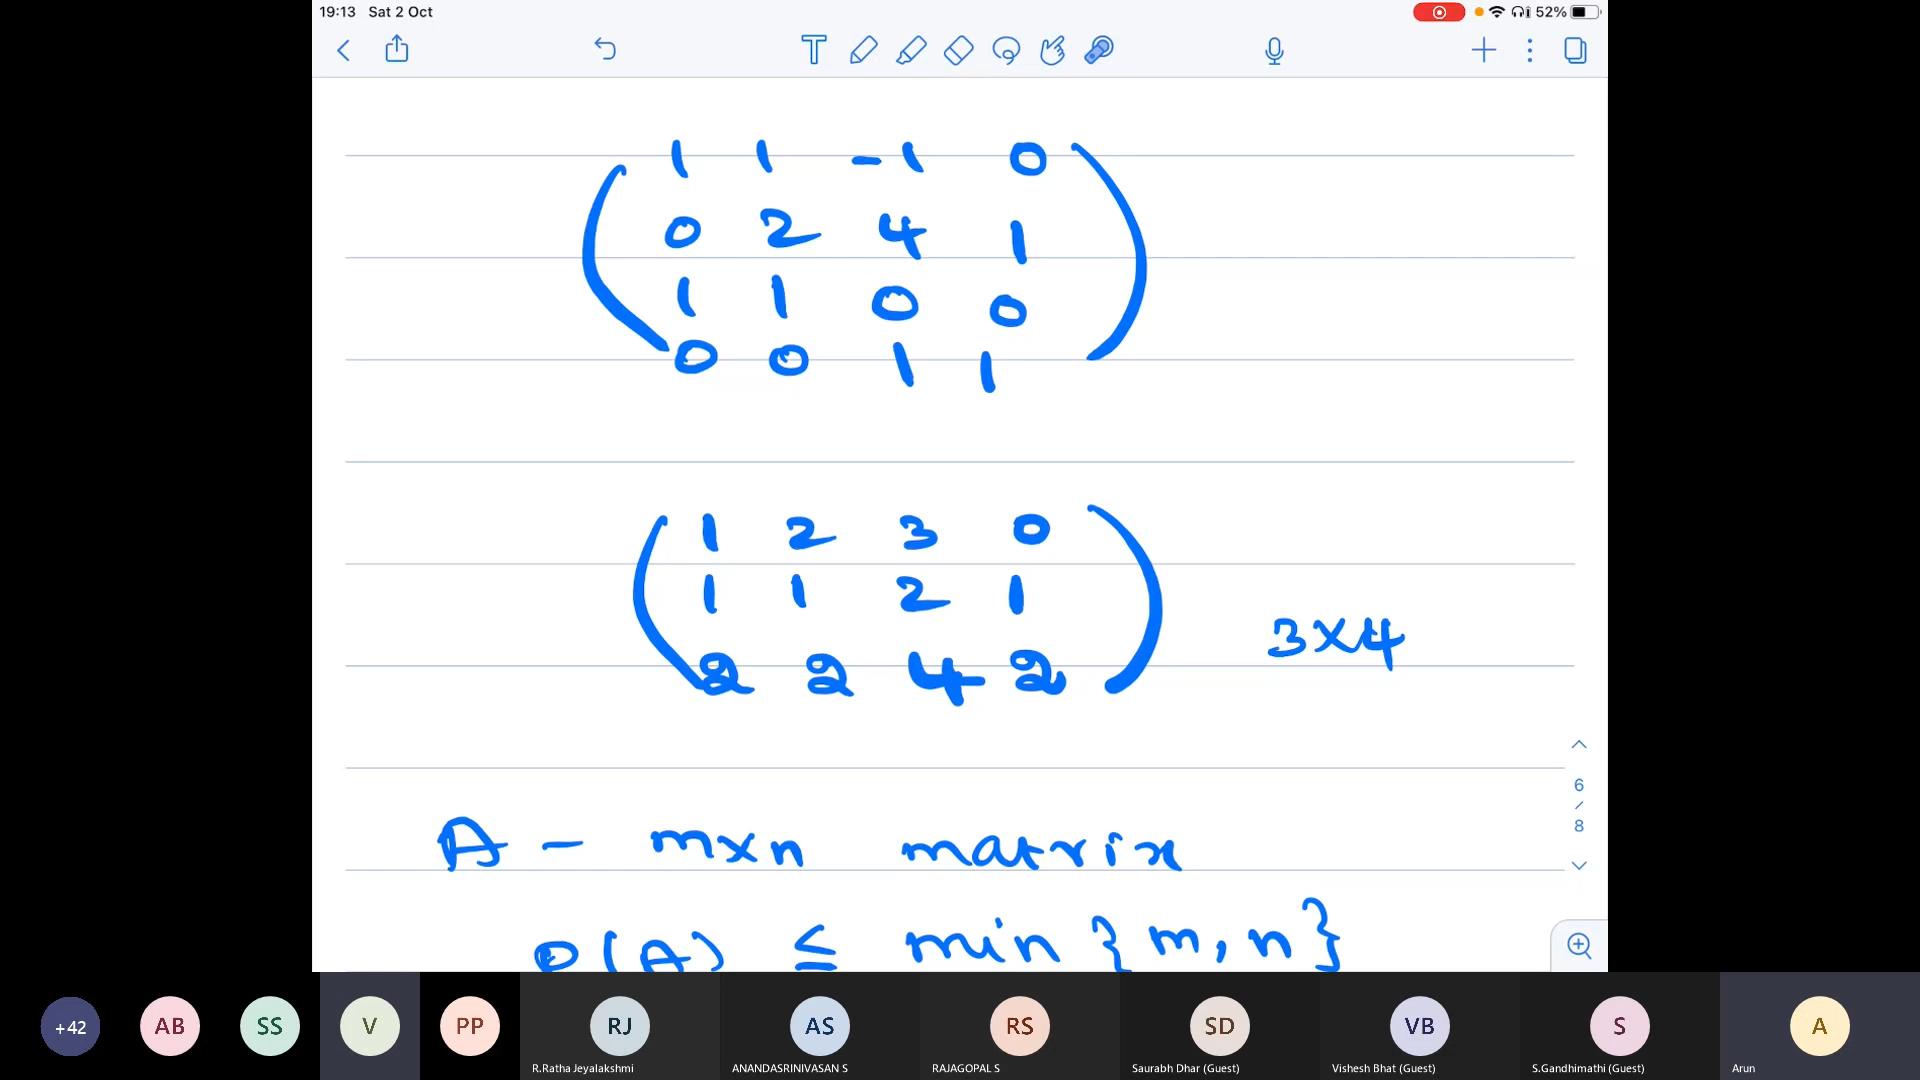 19:13 Sat 2 Oct 52%
1 1 -1 0
0 2 4 1
1 1 0 0
0 0 1 1
1 2 3 0
1 1 2 1
2 2 4 2
3×4
6
/
8
A - m×n matrix
ρ(A) ≤ min {m, n}
+42 AB SS V PP RJ AS RS SD VB S A
R.Ratha Jeyalakshmi ANANDASRINIVASAN S RAJAGOPAL S Saurabh Dhar (Guest) Vishesh Bhat (Guest) S.Gandhimathi (Guest) Arun